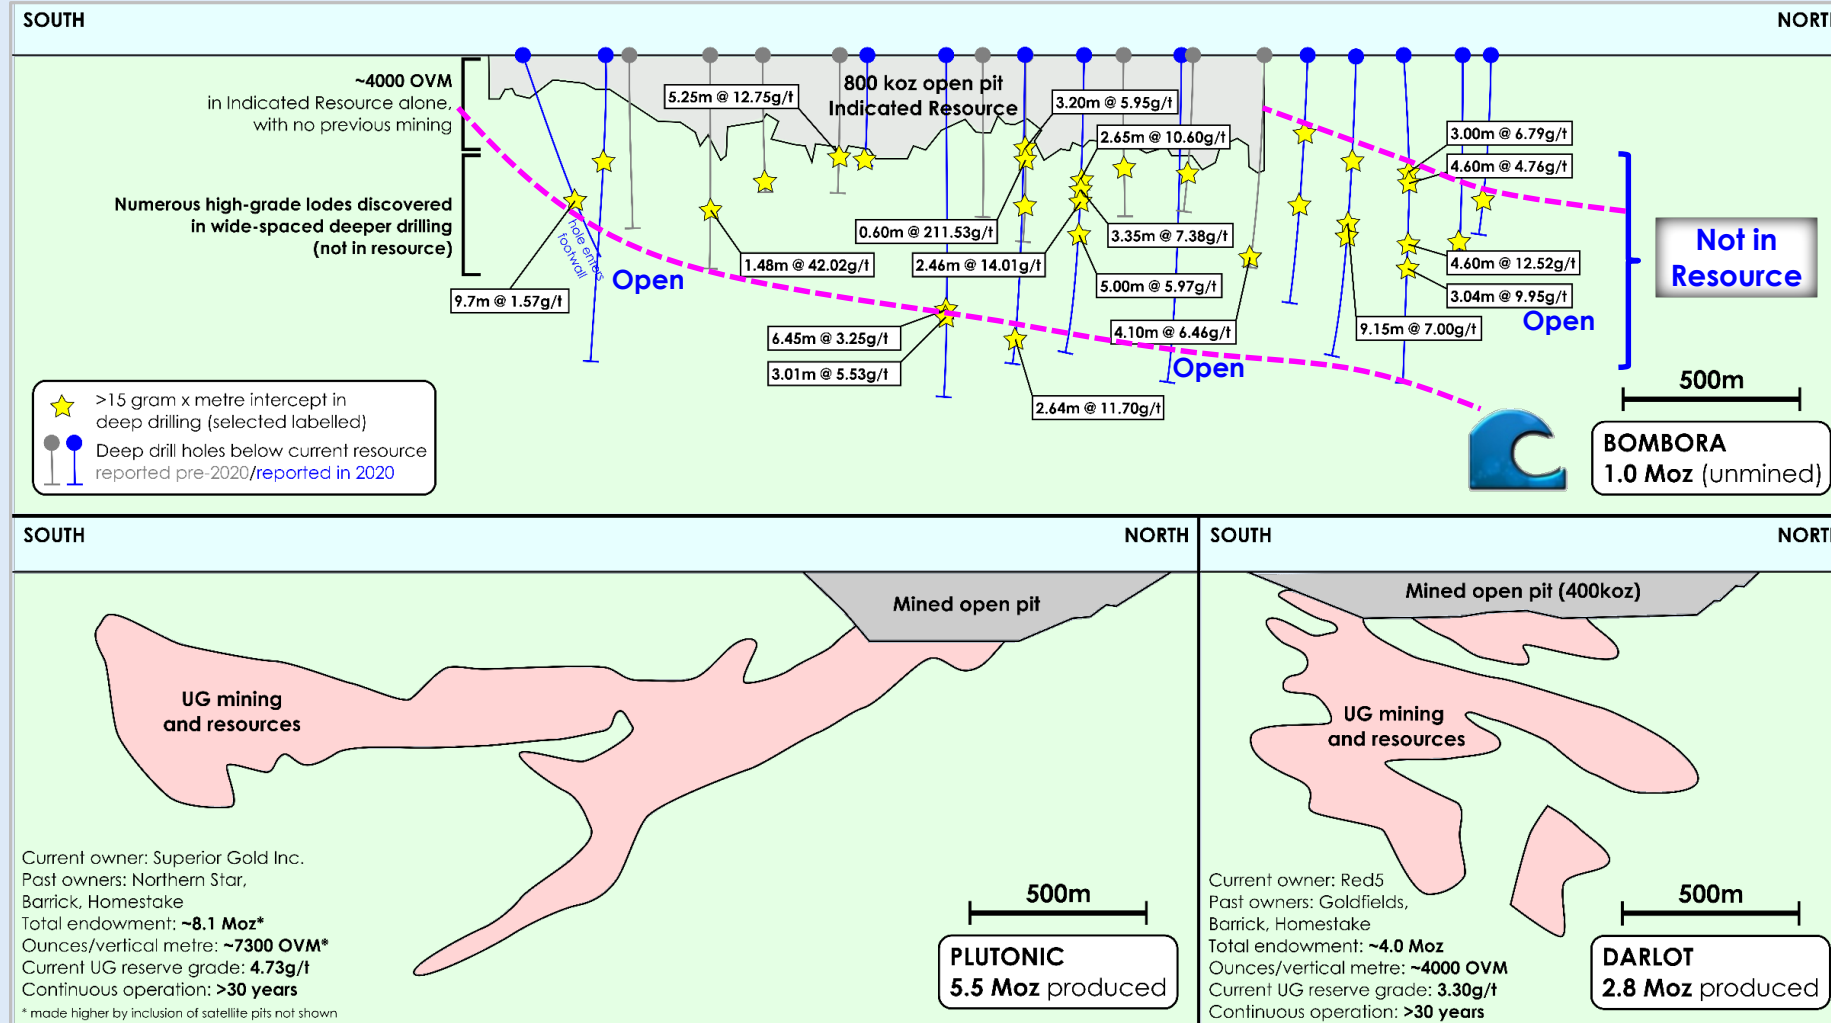 SOUTH
NORTH
~4000 OVM
in Indicated Resource alone,
with no previous mining
Numerous high-grade lodes discovered
in wide-spaced deeper drilling
(not in resource)
800 koz open pit
Indicated Resource
5.25m @ 12.75g/t
3.20m @ 5.95g/t
2.65m @ 10.60g/t
3.00m @ 6.79g/t
4.60m @ 4.76g/t
0.60m @ 211.53g/t
3.35m @ 7.38g/t
1.48m @ 42.02g/t
2.46m @ 14.01g/t
4.60m @ 12.52g/t
5.00m @ 5.97g/t
3.04m @ 9.95g/t
9.7m @ 1.57g/t
hole enters
footwall
Open
6.45m @ 3.25g/t
4.10m @ 6.46g/t
9.15m @ 7.00g/t
Open
3.01m @ 5.53g/t
Open
2.64m @ 11.70g/t
Not in
Resource
>15 gram x metre intercept in
deep drilling (selected labelled)
Deep drill holes below current resource
reported pre-2020/reported in 2020
500m
BOMBORA
1.0 Moz (unmined)
SOUTH
NORTH
Mined open pit
UG mining
and resources
Current owner: Superior Gold Inc.
Past owners: Northern Star,
Barrick, Homestake
Total endowment: ~8.1 Moz*
Ounces/vertical metre: ~7300 OVM*
Current UG reserve grade: 4.73g/t
Continuous operation: >30 years
* made higher by inclusion of satellite pits not shown
500m
PLUTONIC
5.5 Moz produced
SOUTH
NORTH
Mined open pit (400koz)
UG mining
and resources
Current owner: Red5
Past owners: Goldfields,
Barrick, Homestake
Total endowment: ~4.0 Moz
Ounces/vertical metre: ~4000 OVM
Current UG reserve grade: 3.30g/t
Continuous operation: >30 years
500m
DARLOT
2.8 Moz produced